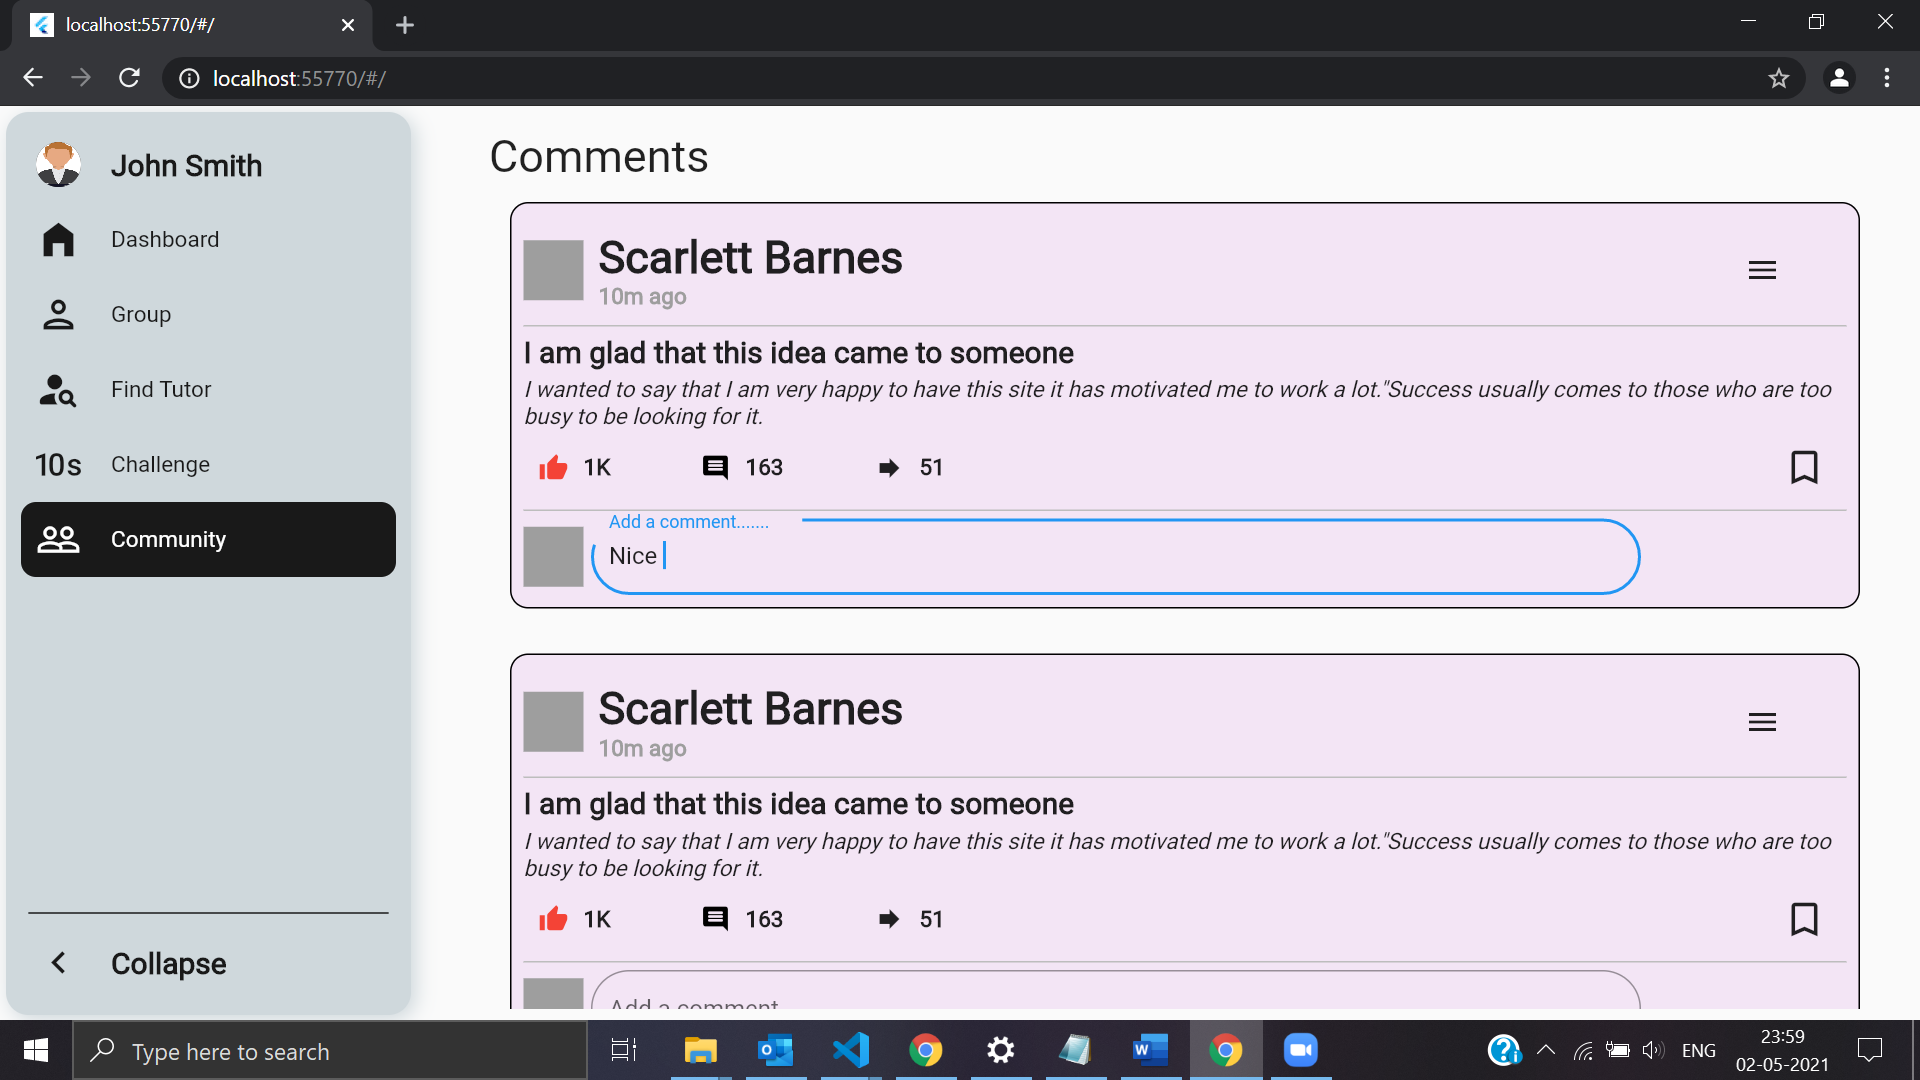 localhost:55770/#/
localhost:55770/#/
John Smith
Dashboard
Group
Find Tutor
10s Challenge
Community
Collapse
Comments
Scarlett Barnes
10m ago
I am glad that this idea came to someone
I wanted to say that I am very happy to have this site it has motivated me to work a lot."Success usually comes to those who are too
busy to be looking for it.
1K 163 51
Add a comment.......
Nice
Scarlett Barnes
10m ago
I am glad that this idea came to someone
I wanted to say that I am very happy to have this site it has motivated me to work a lot."Success usually comes to those who are too
busy to be looking for it.
1K 163 51
Add a comment
Type here to search
ENG
23:59
02-05-2021